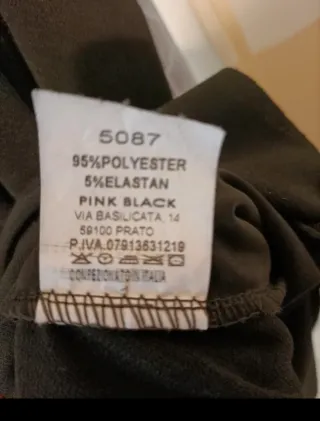 5087
95%POLYESTER
5%ELASTAN
PINK BLACK
VIA BASILICATA, 14
59100 PRATO
P.IVA.07913631219
CONFEZIONATO IN ITALIA